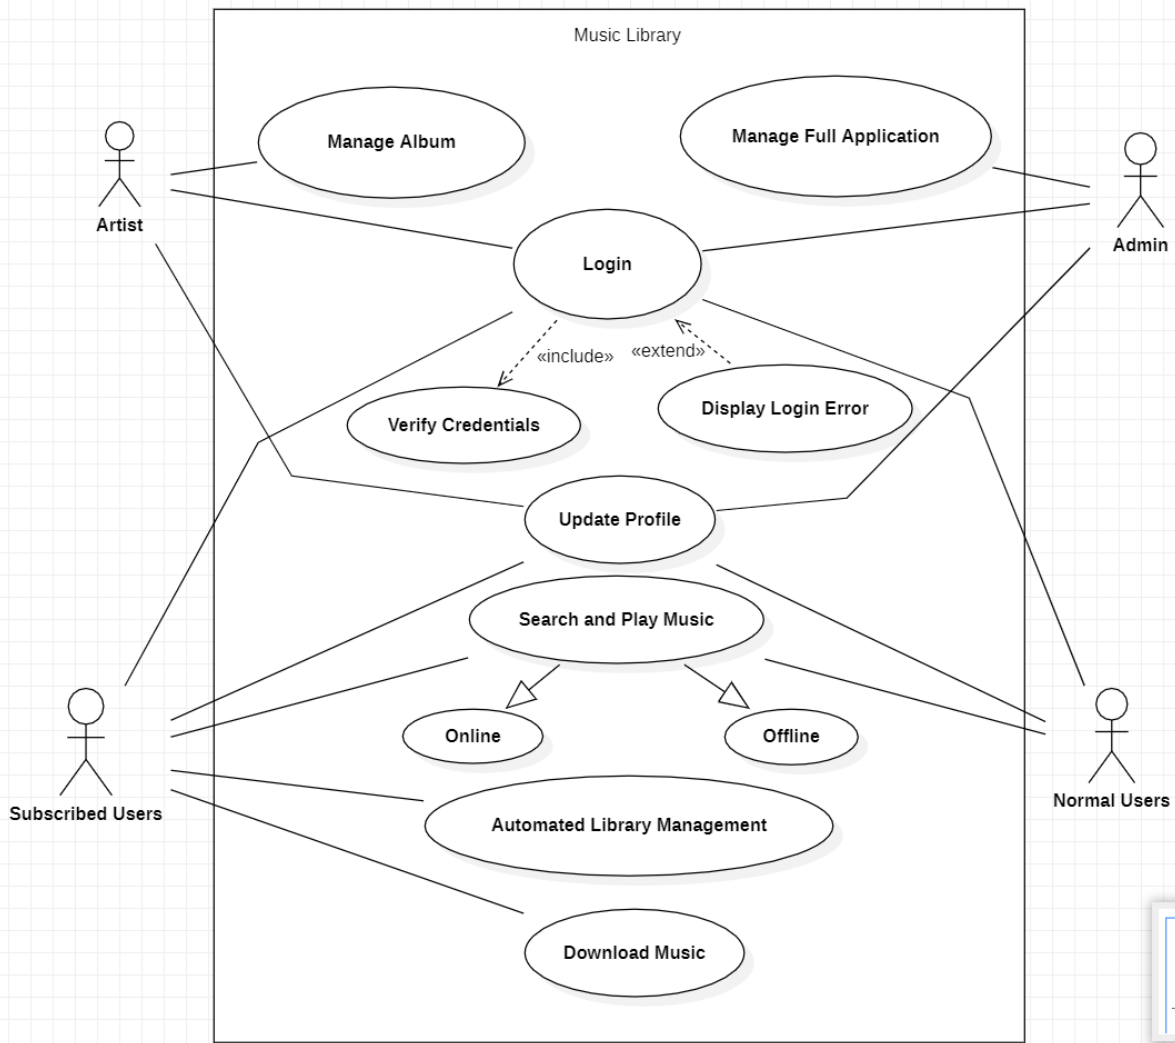 Music Library
Manage Album
Manage Full Application
Artist
Admin
Login
«include»
«extend»
Verify Credentials
Display Login Error
Update Profile
Search and Play Music
Online
Offline
Subscribed Users
Normal Users
Automated Library Management
Download Music